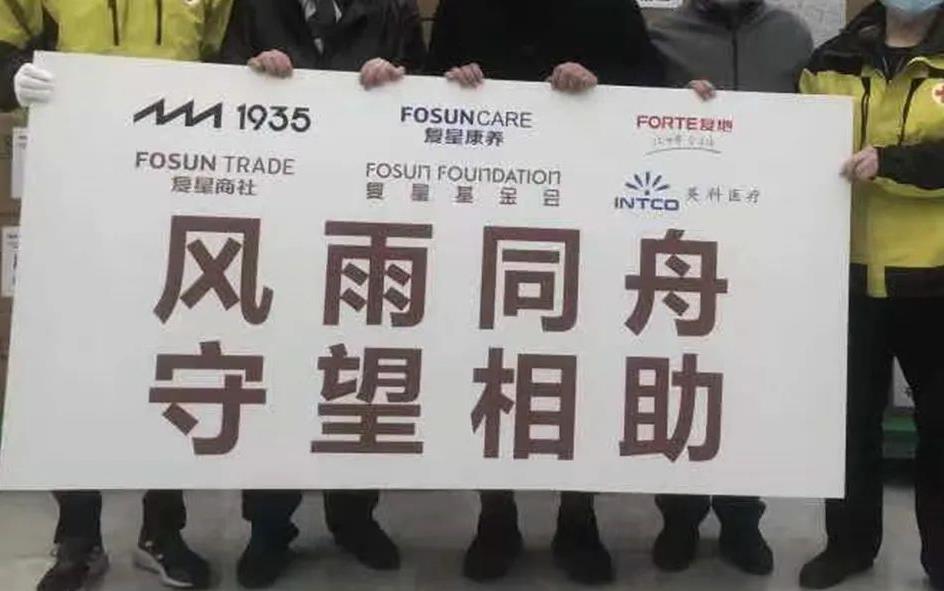 1935 FOSUNCARE FORTE复地
复星康养
FOSUN TRADE FOSUN FOUNDATION
复星商社 复星基金会 INTCO 英科医疗
风雨同舟
守望相助